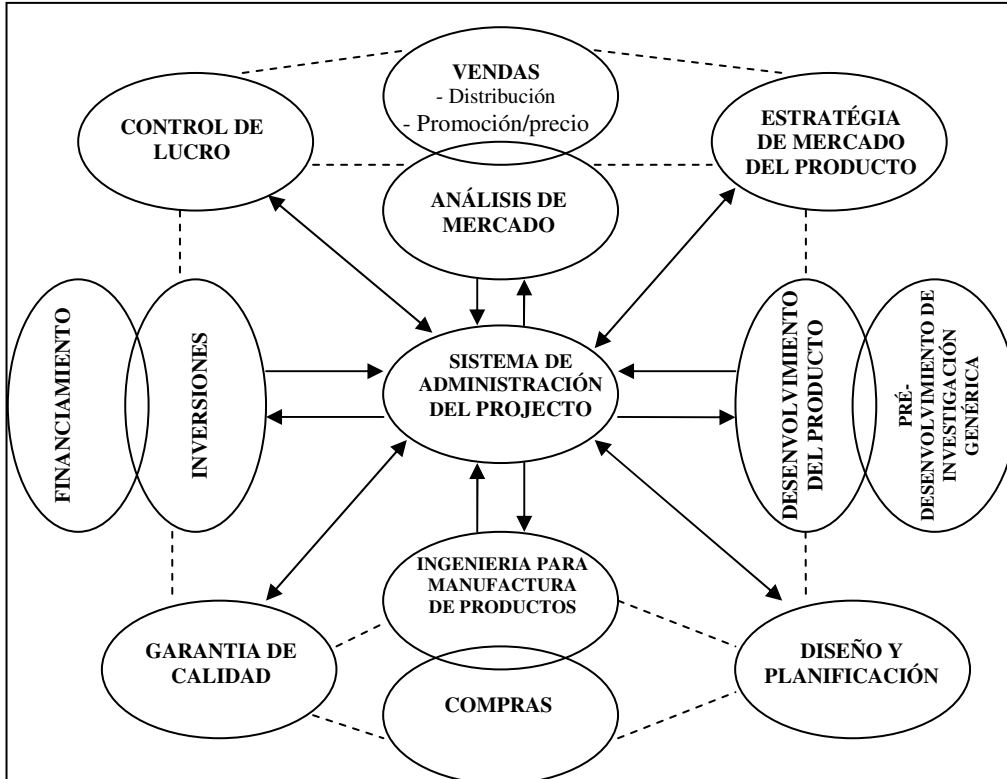 VENDAS
- Distribución
- Promoción/precio
CONTROL DE
LUCRO
ESTRATÉGIA
DE MERCADO
DEL PRODUCTO
ANÁLISIS DE
MERCADO
FINANCIAMIENTO
INVERSIONES
SISTEMA DE
ADMINISTRACIÓN
DEL PROJECTO
DESENVOLVIMIENTO
DEL PRODUCTO
PRÉ-
DESENVOLVIMIENTO DE
INVESTIGACIÓN
GENÉRICA
INGENIERIA PARA
MANUFACTURA
DE PRODUCTOS
GARANTIA DE
CALIDAD
DISEÑO Y
PLANIFICACIÓN
COMPRAS